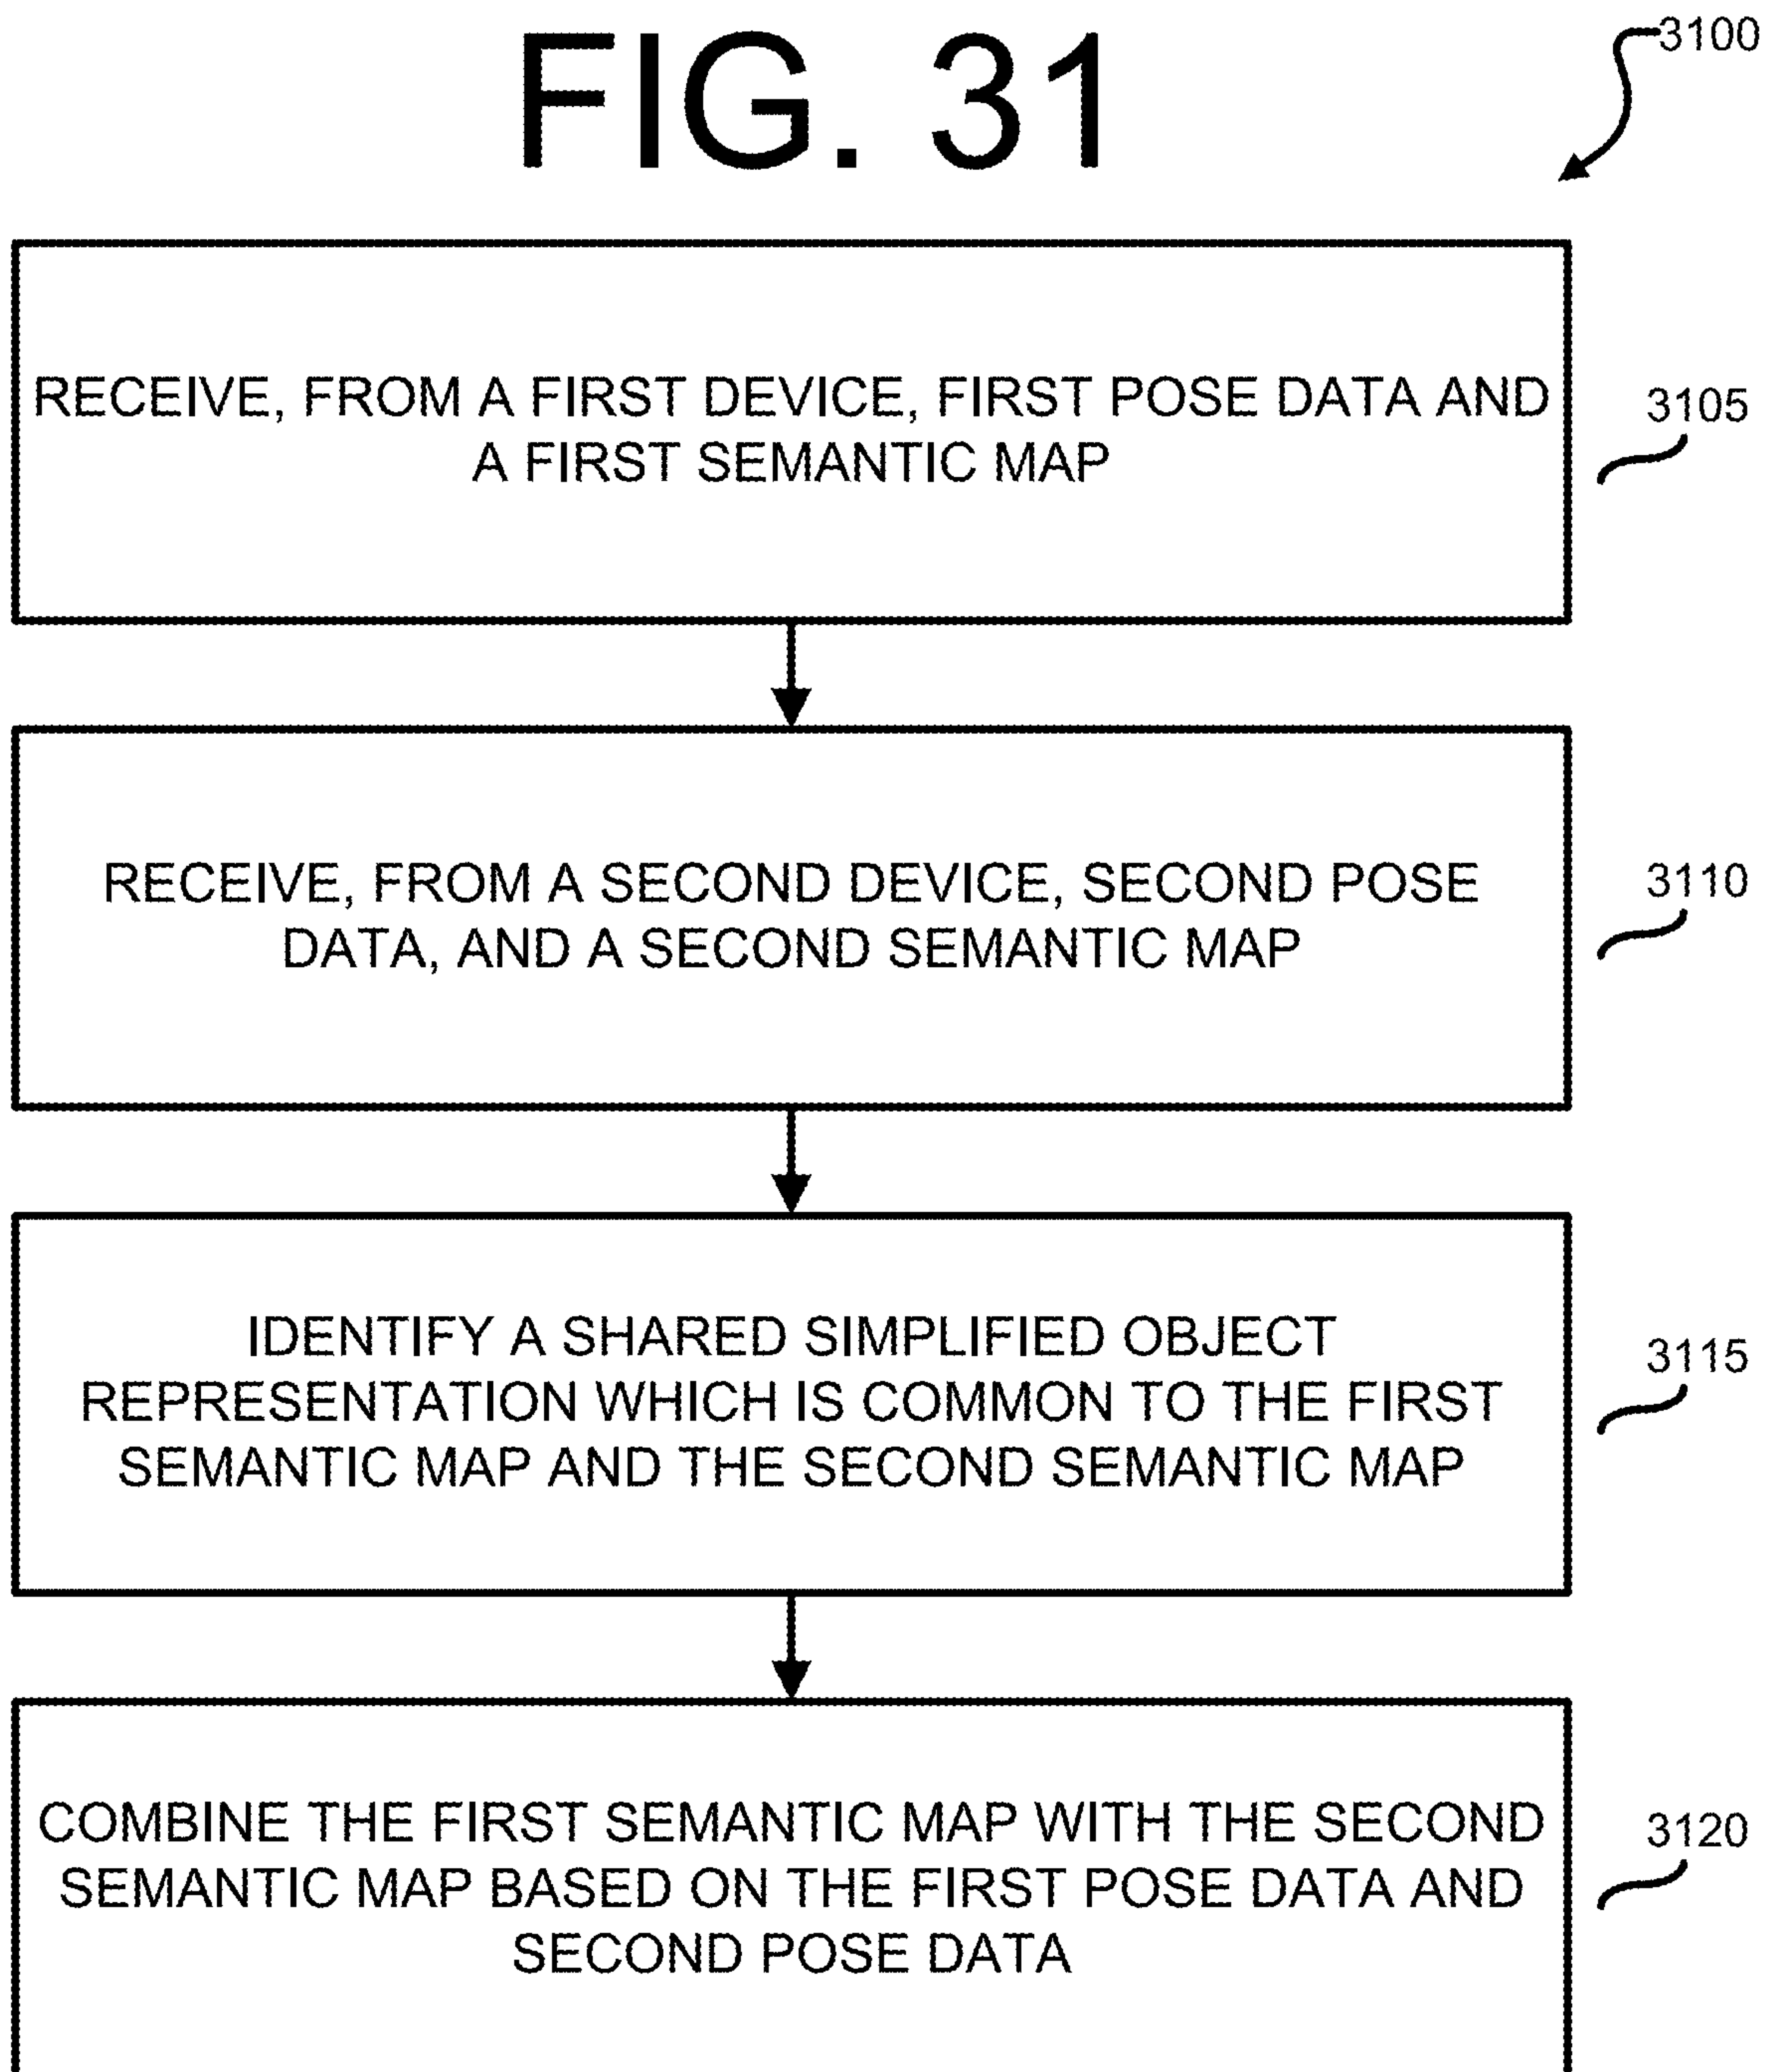 FIG. 31
3100
RECEIVE, FROM A FIRST DEVICE, FIRST POSE DATA AND
A FIRST SEMANTIC MAP
3105
RECEIVE, FROM A SECOND DEVICE, SECOND POSE
DATA, AND A SECOND SEMANTIC MAP
3110
IDENTIFY A SHARED SIMPLIFIED OBJECT
REPRESENTATION WHICH IS COMMON TO THE FIRST
SEMANTIC MAP AND THE SECOND SEMANTIC MAP
3115
COMBINE THE FIRST SEMANTIC MAP WITH THE SECOND
SEMANTIC MAP BASED ON THE FIRST POSE DATA AND
SECOND POSE DATA
3120